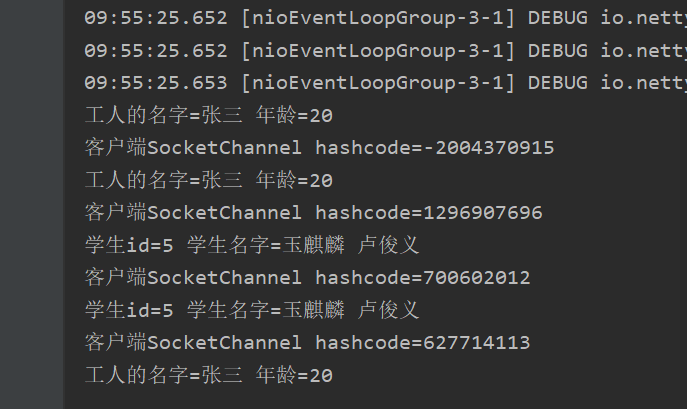 09:55:25.652 [nioEventLoopGroup-3-1] DEBUG io.netty
09:55:25.652 [nioEventLoopGroup-3-1] DEBUG io.netty
09:55:25.653 [nioEventLoopGroup-3-1] DEBUG io.netty
工人的名字=张三 年龄=20
客户端SocketChannel hashcode=-2004370915
工人的名字=张三 年龄=20
客户端SocketChannel hashcode=1296907696
学生id=5 学生名字=玉麒麟 卢俊义
客户端SocketChannel hashcode=700602012
学生id=5 学生名字=玉麒麟 卢俊义
客户端SocketChannel hashcode=627714113
工人的名字=张三 年龄=20